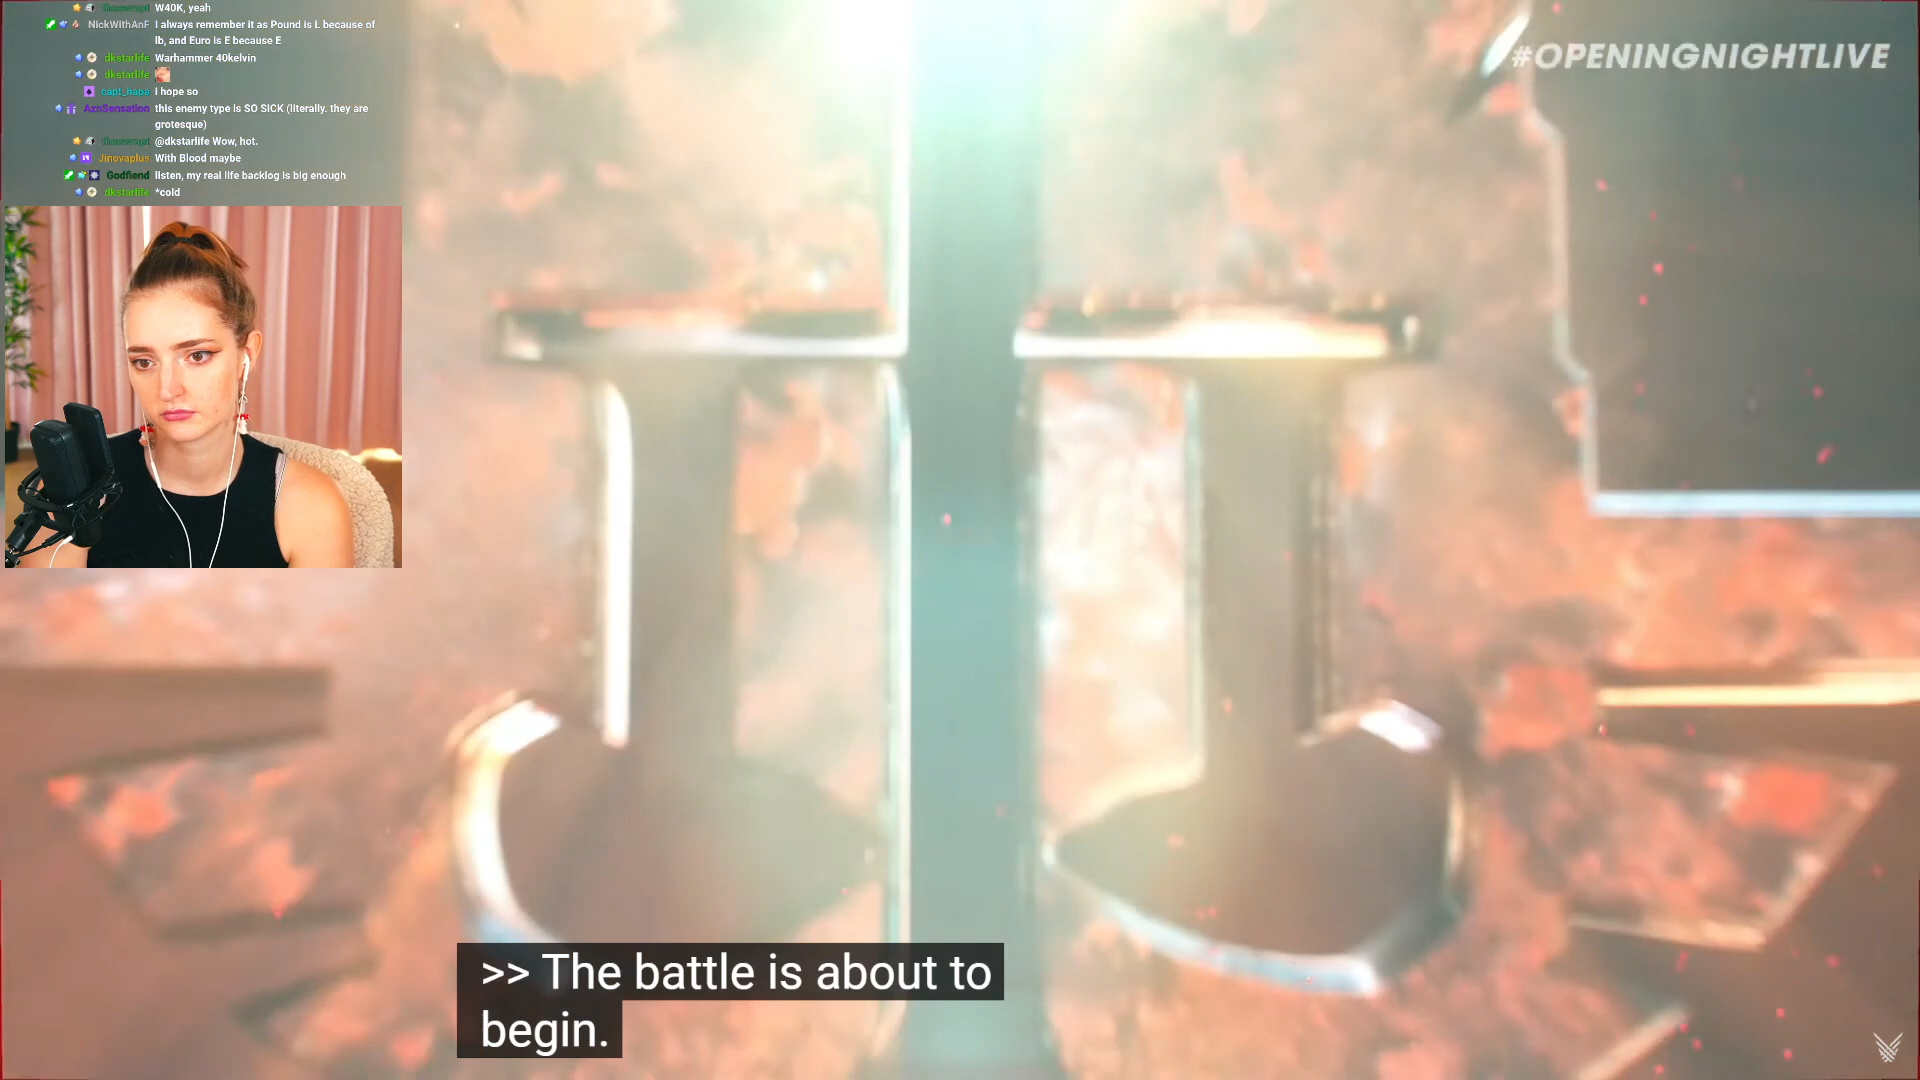 W40K, yeah
NickWithAnF I always remember it as Pound is L because of
lb, and Euro is E because E
dkstarlife Warhammer 40kelvin
dkstarlife
capt_hapa i hope so
AznSensation this enemy type is SO SICK (literally. they are
grotesque)
@dkstarlife Wow, hot.
Jinovaplus With Blood maybe
Godfiend listen, my real life backlog is big enough
dkstarlife *cold
#OPENINGNIGHTLIVE
>> The battle is about to
begin.